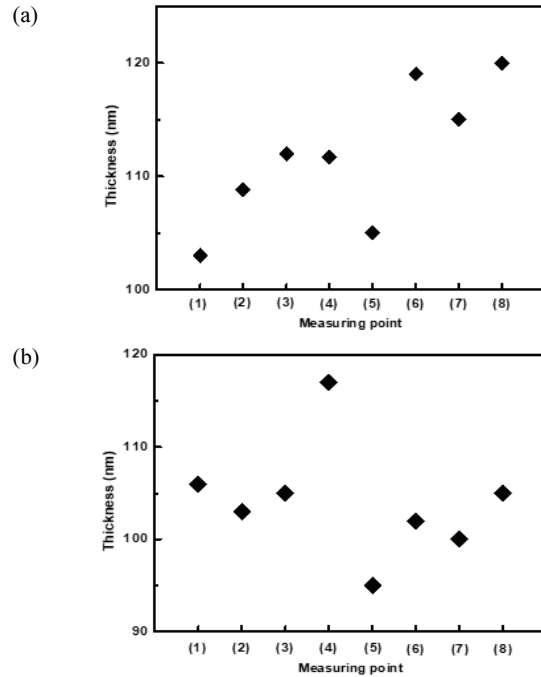 (a)
Thickness (nm)
120
110
100
(1) (2) (3) (4) (5) (6) (7) (8)
Measuring point
(b)
Thickness (nm)
120
110
100
90
(1) (2) (3) (4) (5) (6) (7) (8)
Measuring point